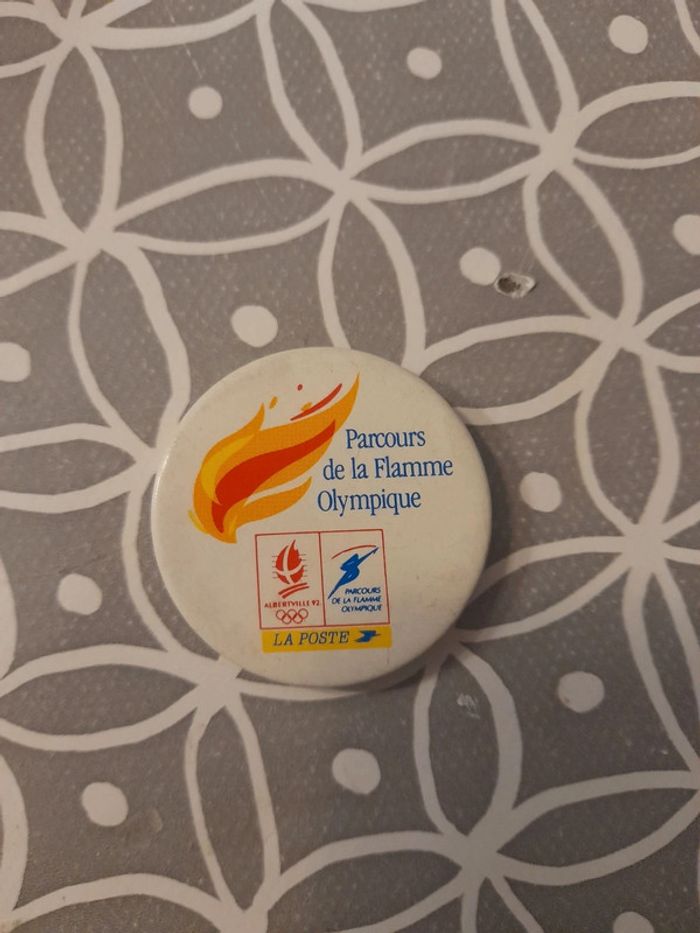 Parcours
de la Flamme
Olympique
ALBERTVILLE 92
PARCOURS
DE LA FLAMME
OLYMPIQUE
LA POSTE